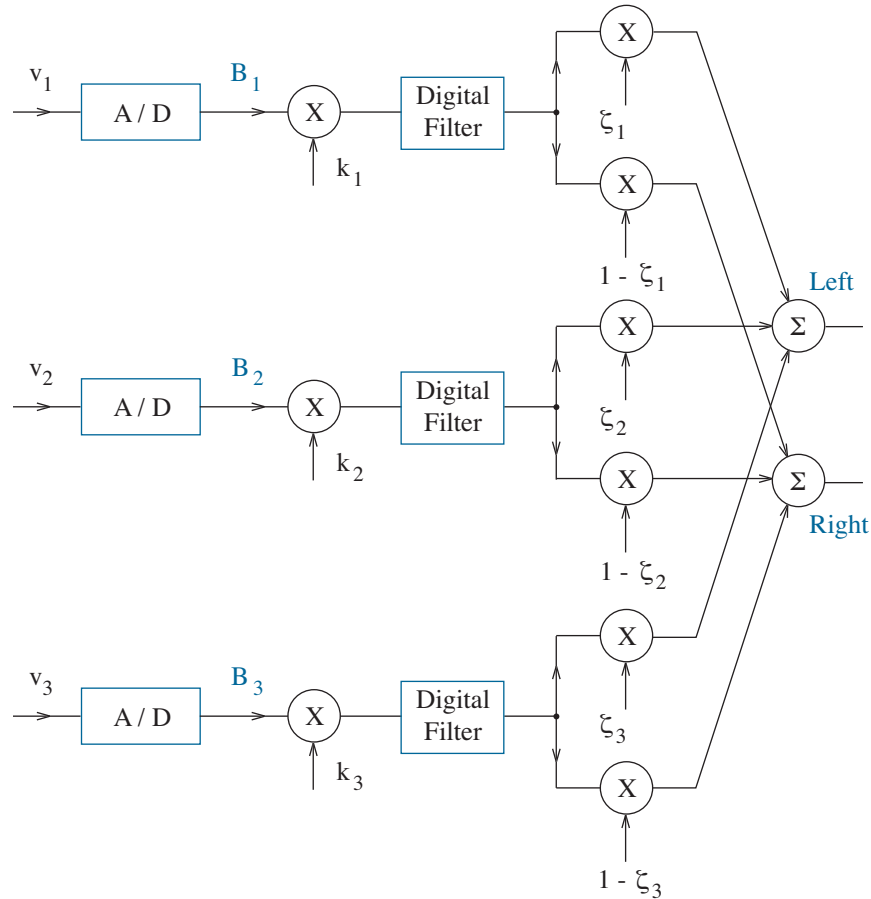 X
v₁
B₁
A / D
X
Digital
Filter
ζ₁
k₁
X
1 - ζ₁
Left
X
Σ
v₂
B₂
A / D
X
Digital
Filter
ζ₂
k₂
X
Σ
Right
1 - ζ₂
X
v₃
B₃
A / D
X
Digital
Filter
ζ₃
k₃
X
1 - ζ₃